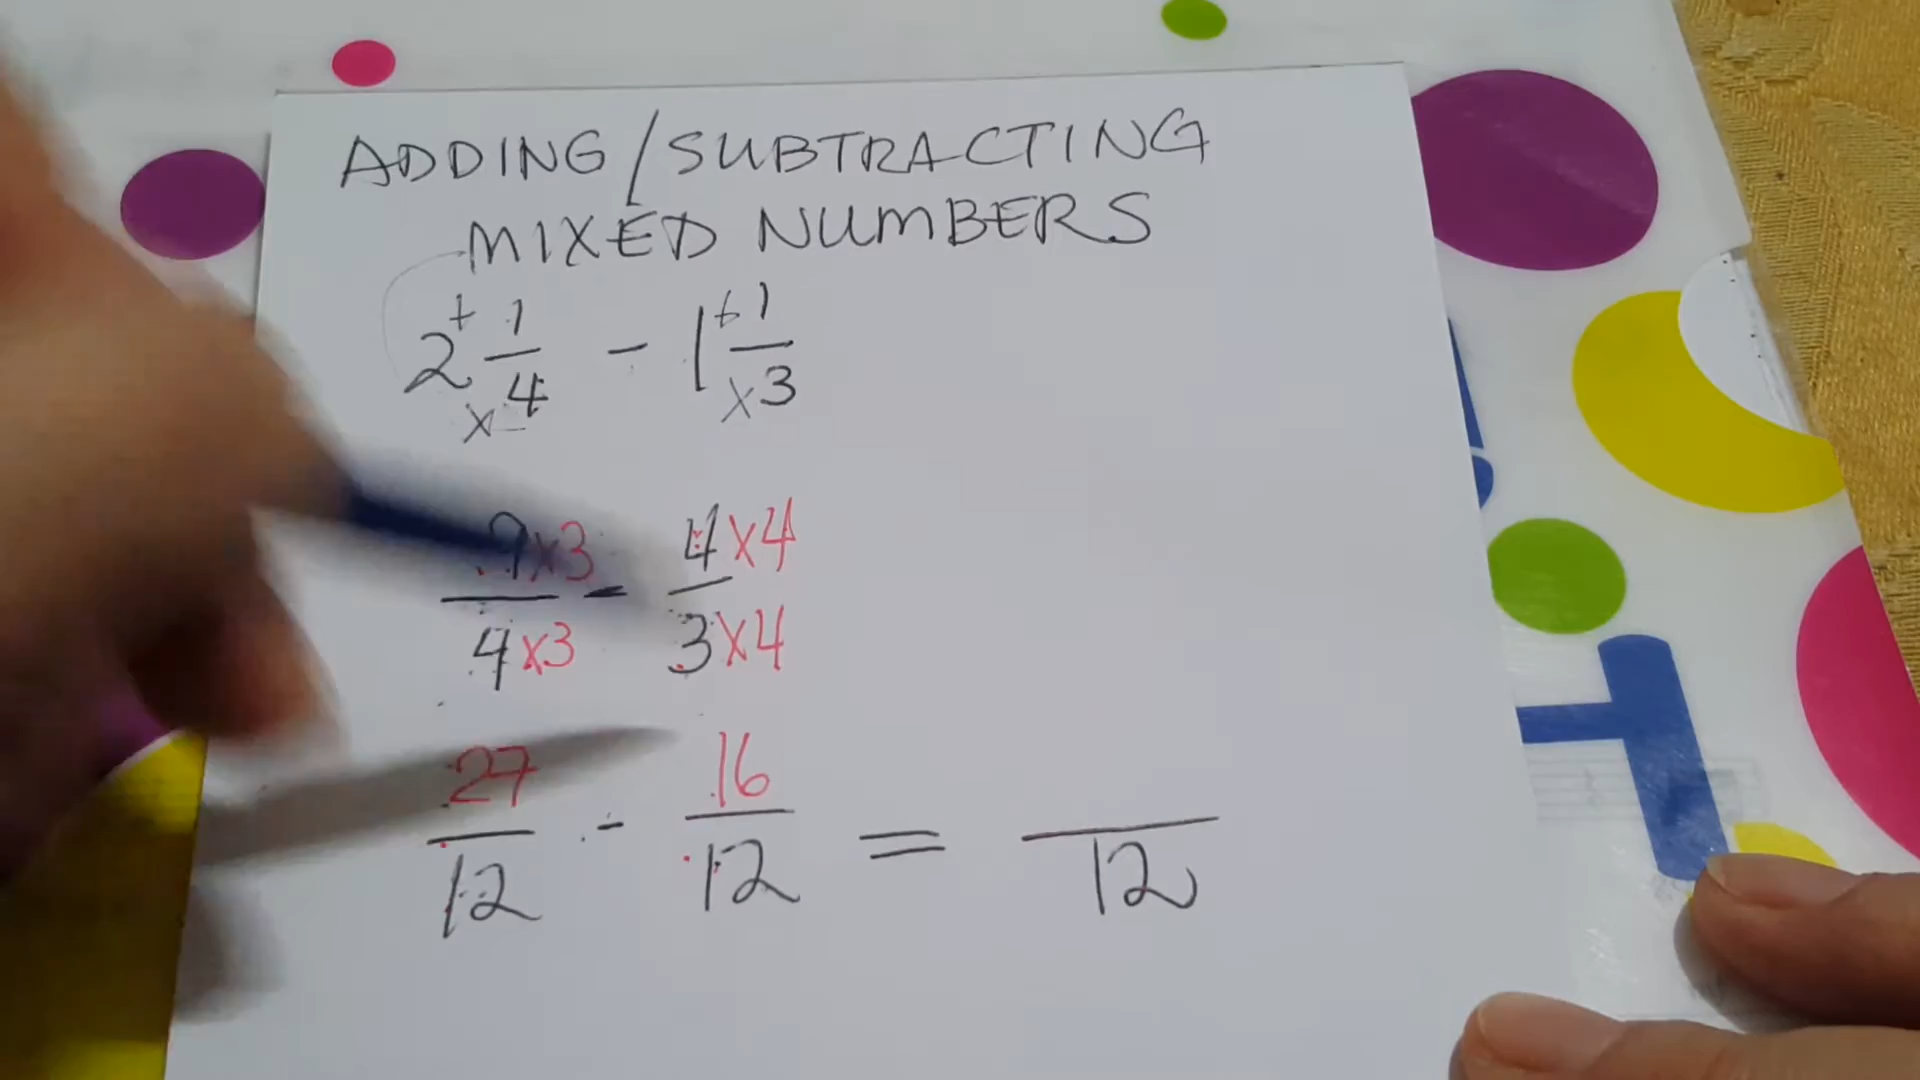 ADDING/SUBTRACTING
MIXED NUMBERS
2 + 1/4 x - 1 + 1/3 x
9x3/4x3 - 4x4/3x4
27/12 - 16/12 = /12